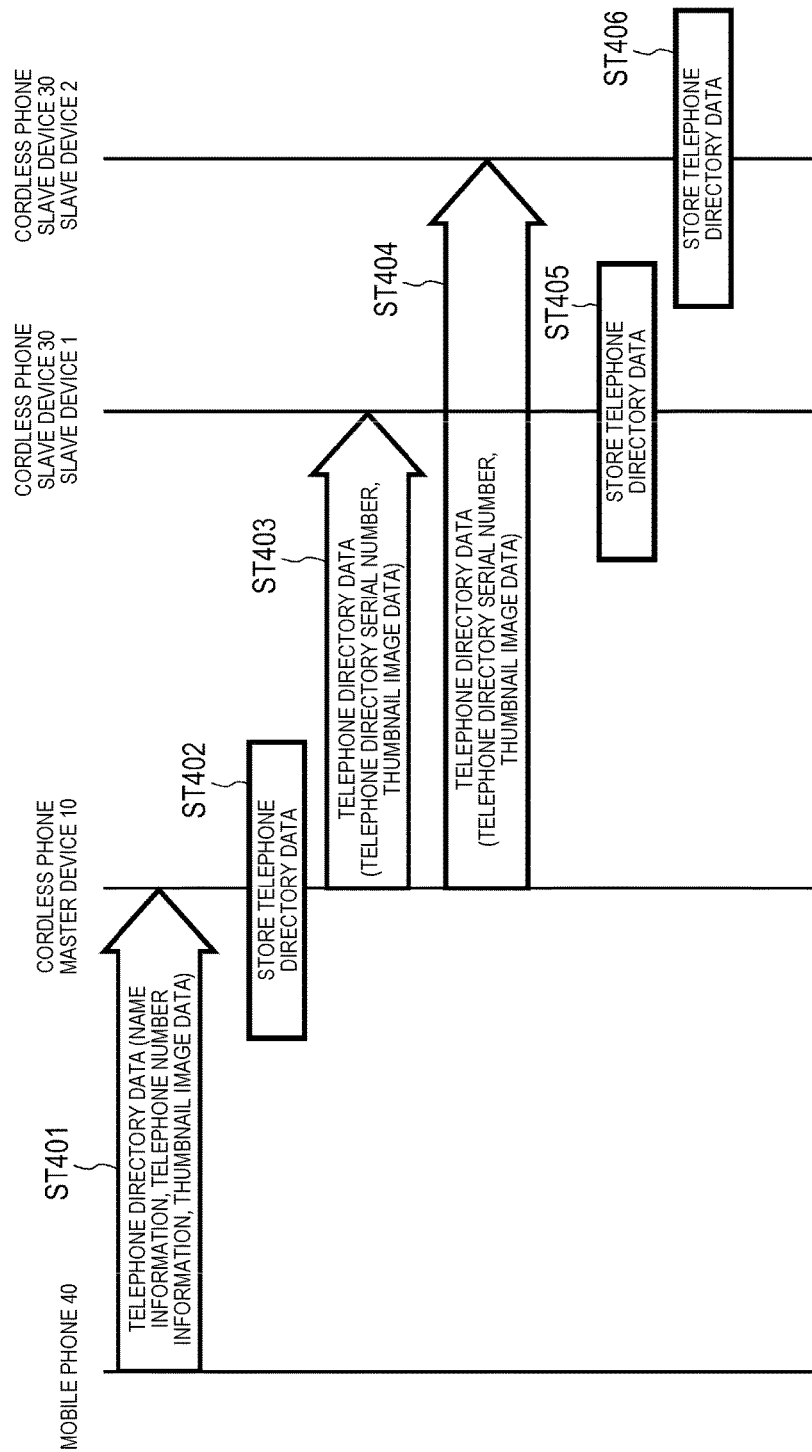 MOBILE PHONE 40
CORDLESS PHONE
MASTER DEVICE 10
CORDLESS PHONE
SLAVE DEVICE 30
SLAVE DEVICE 1
CORDLESS PHONE
SLAVE DEVICE 30
SLAVE DEVICE 2
ST401
TELEPHONE DIRECTORY DATA (NAME
INFORMATION, TELEPHONE NUMBER
INFORMATION, THUMBNAIL IMAGE DATA)
ST402
STORE TELEPHONE
DIRECTORY DATA
ST403
TELEPHONE DIRECTORY DATA
(TELEPHONE DIRECTORY SERIAL NUMBER,
THUMBNAIL IMAGE DATA)
ST404
TELEPHONE DIRECTORY DATA
(TELEPHONE DIRECTORY SERIAL NUMBER,
THUMBNAIL IMAGE DATA)
ST405
STORE TELEPHONE
DIRECTORY DATA
ST406
STORE TELEPHONE
DIRECTORY DATA